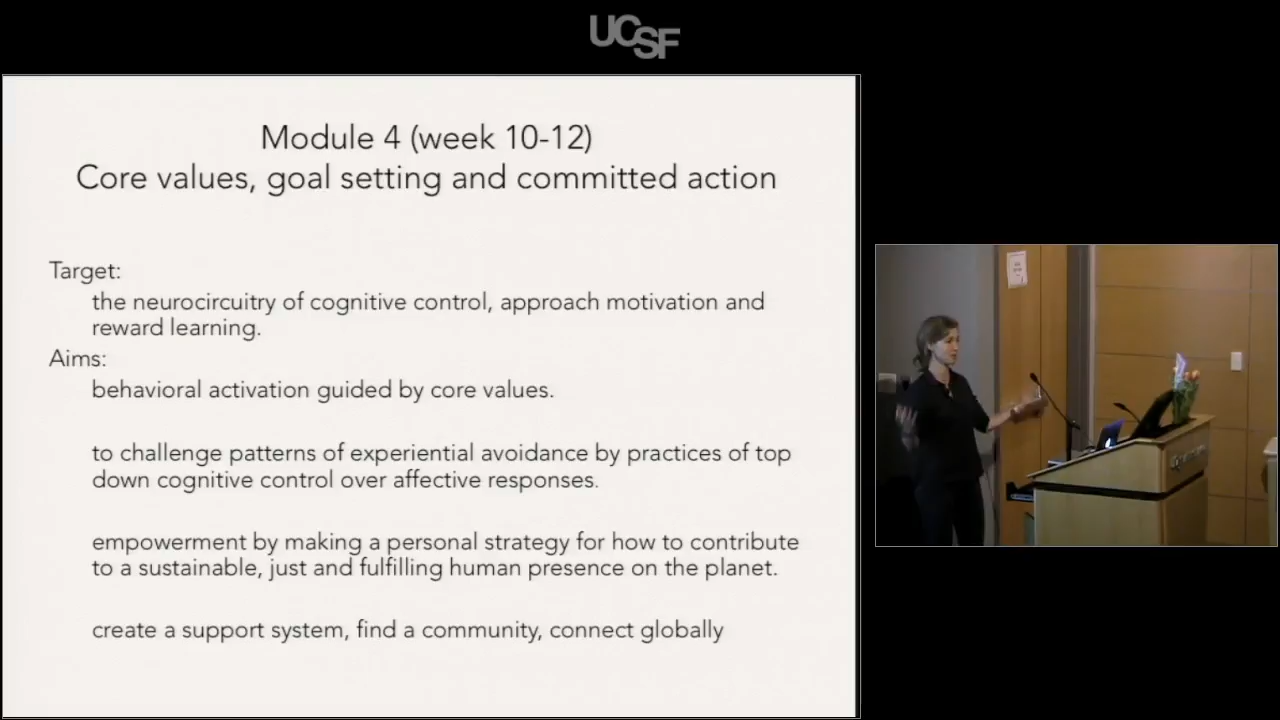 UCSF
Module 4 (week 10-12)
Core values, goal setting and committed action
Target:
the neurocircuitry of cognitive control, approach motivation and
reward learning.
Aims:
behavioral activation guided by core values.
to challenge patterns of experiential avoidance by practices of top
down cognitive control over affective responses.
empowerment by making a personal strategy for how to contribute
to a sustainable, just and fulfilling human presence on the planet.
create a support system, find a community, connect globally